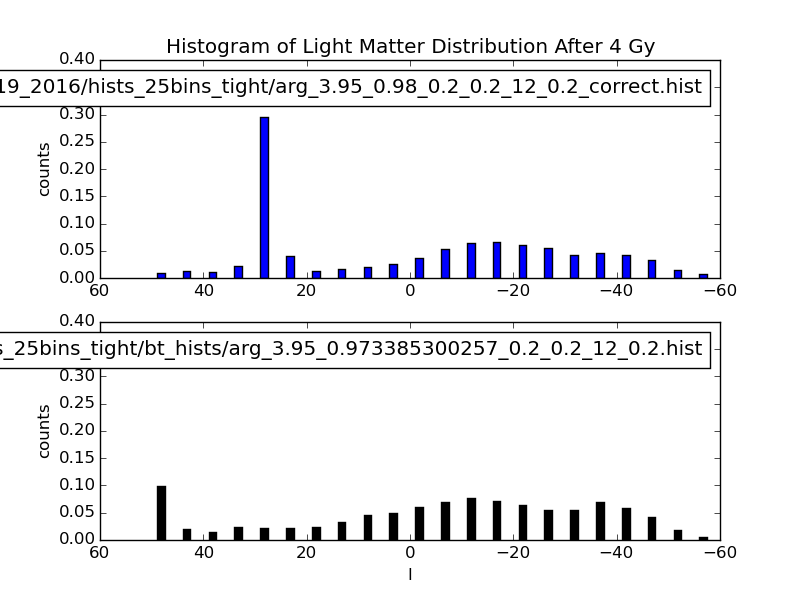 Histogram of Light Matter Distribution After 4 Gy
0.40
19_2016/hists_25bins_tight/arg_3.95_0.98_0.2_0.2_12_0.2_correct.hist
0.30
0.25
0.20
0.15
0.10
0.05
0.00
counts
60 40 20 0 −20 −40 −60
0.40
s_25bins_tight/bt_hists/arg_3.95_0.973385300257_0.2_0.2_12_0.2.hist
0.30
0.25
0.20
0.15
0.10
0.05
0.00
counts
60 40 20 0 −20 −40 −60
l